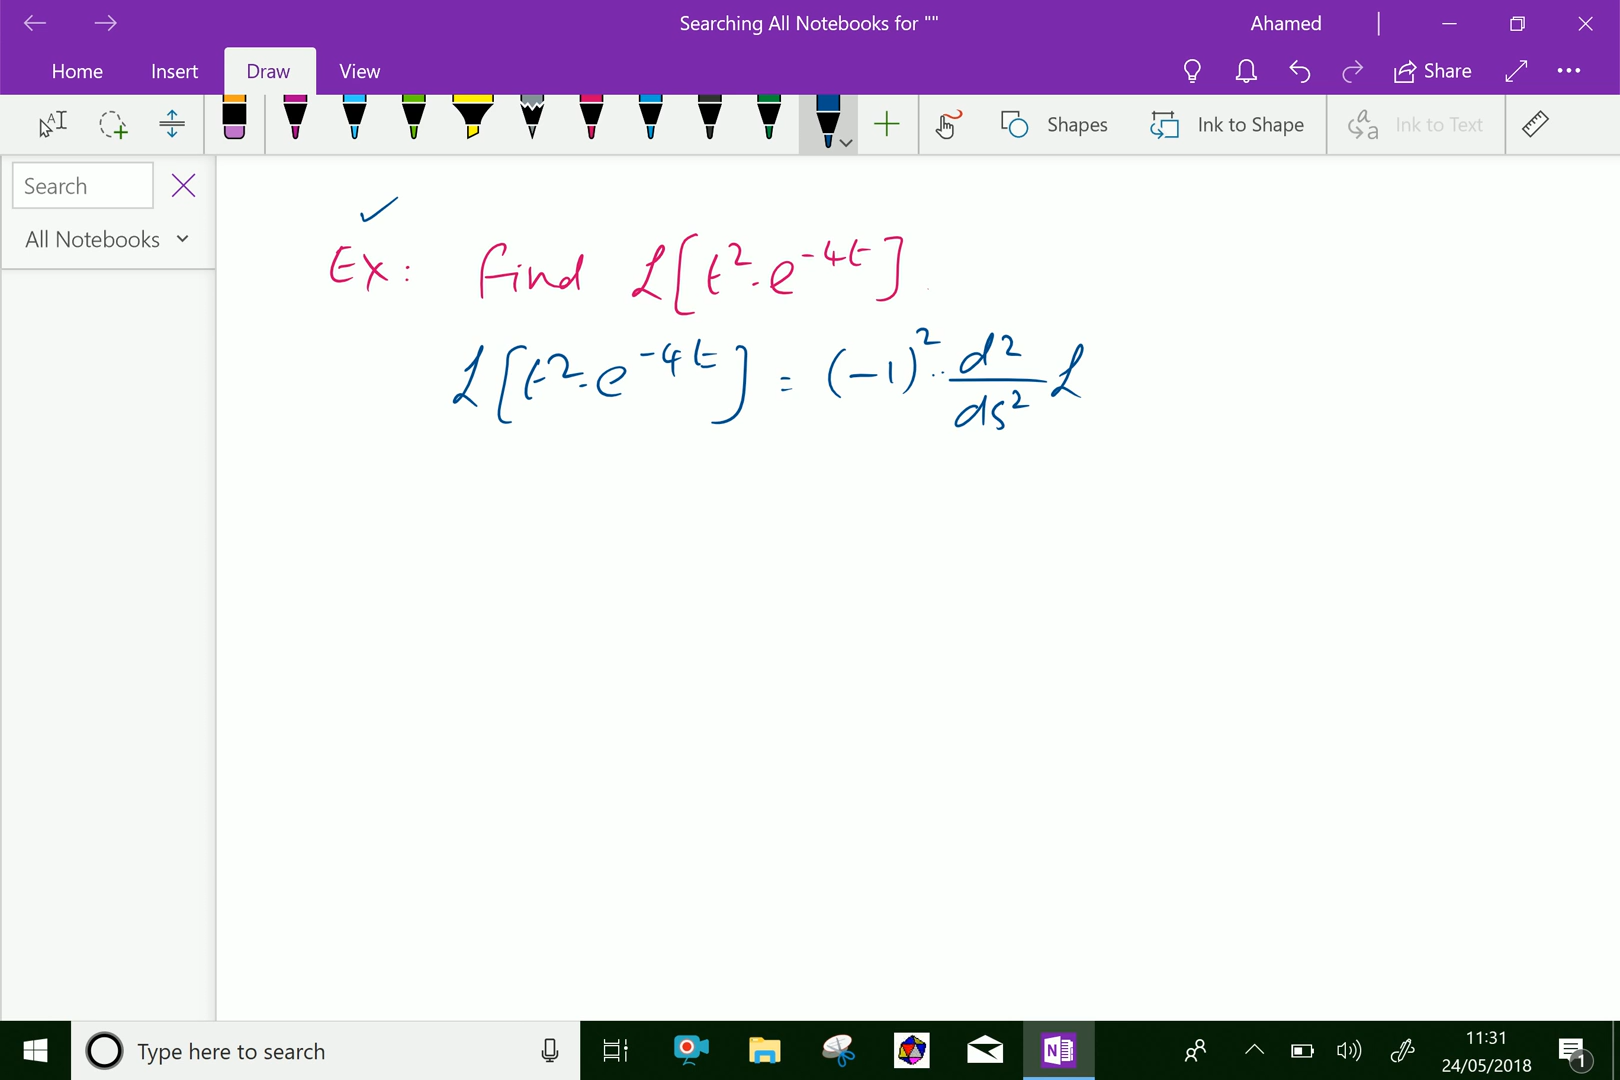 Searching All Notebooks for ""
Ahamed
Home Insert Draw View
Share
Shapes Ink to Shape Ink to Text
Search
All Notebooks
Ex: find ℒ[t².e⁻⁴ᵗ]
ℒ[t².e⁻⁴ᵗ] = (-1)² .. d²/ds² ℒ
Type here to search
11:31
24/05/2018
1